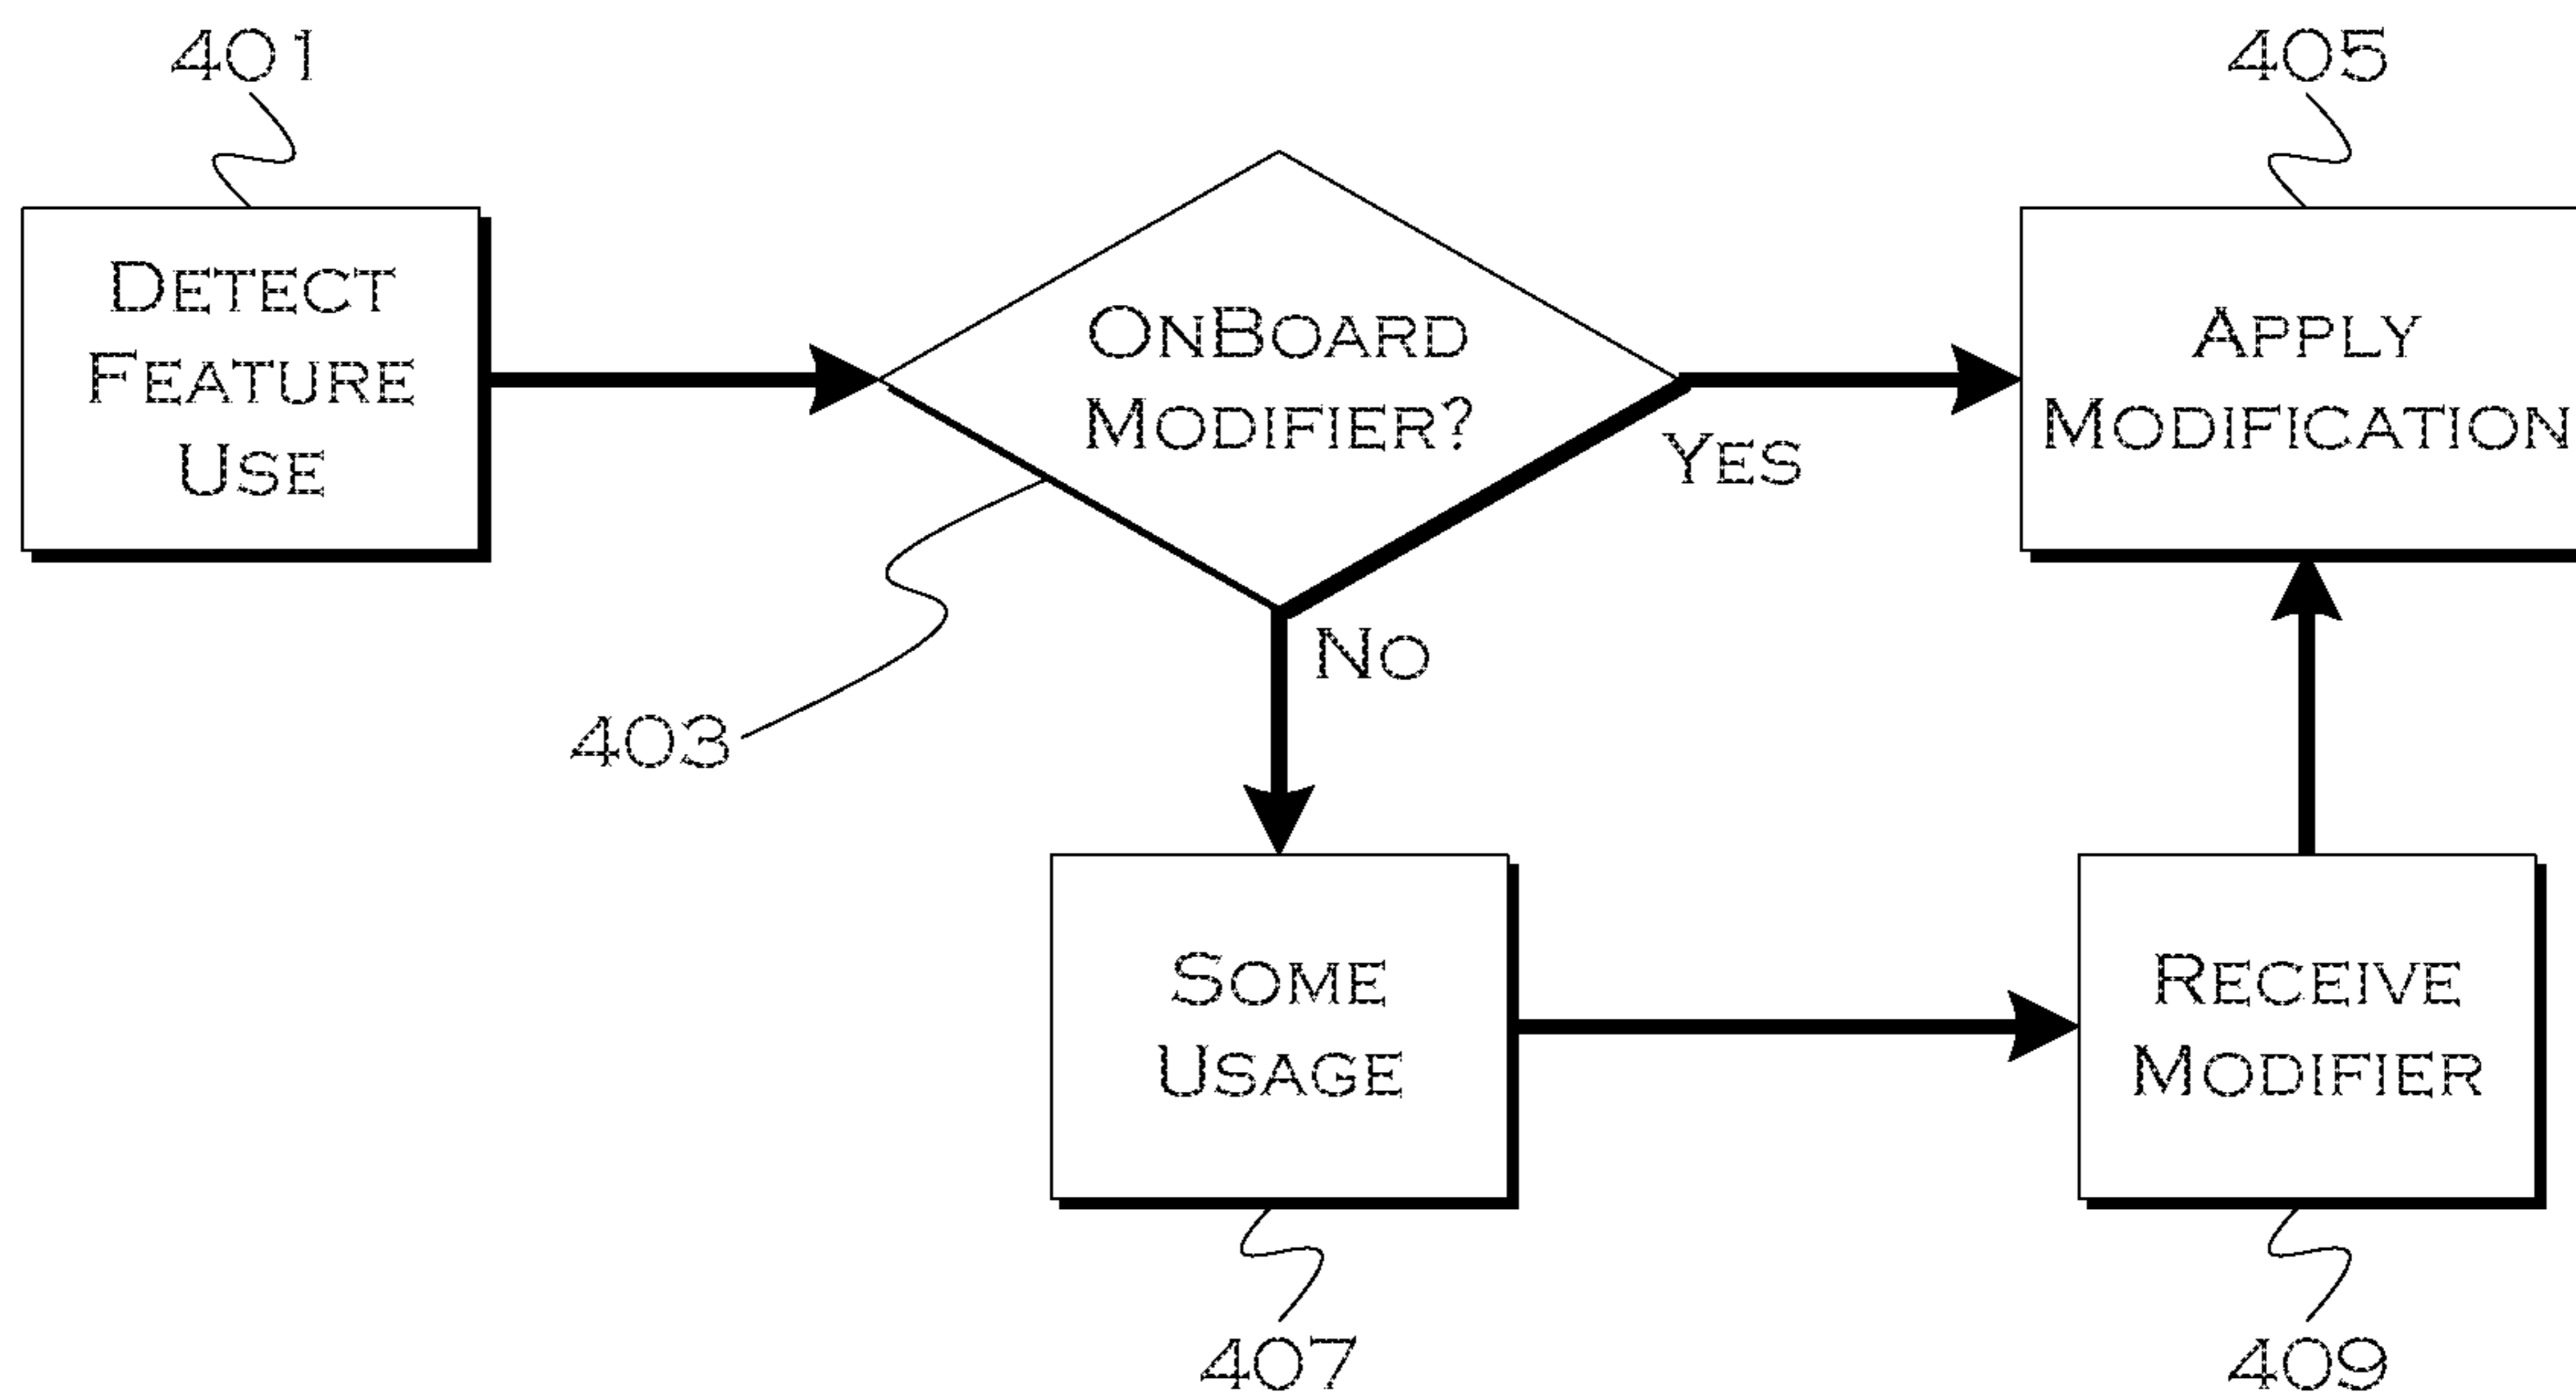 401
405
DETECT
FEATURE
USE
ONBOARD
MODIFIER?
APPLY
MODIFICATION
YES
NO
403
SOME
USAGE
RECEIVE
MODIFIER
407
409